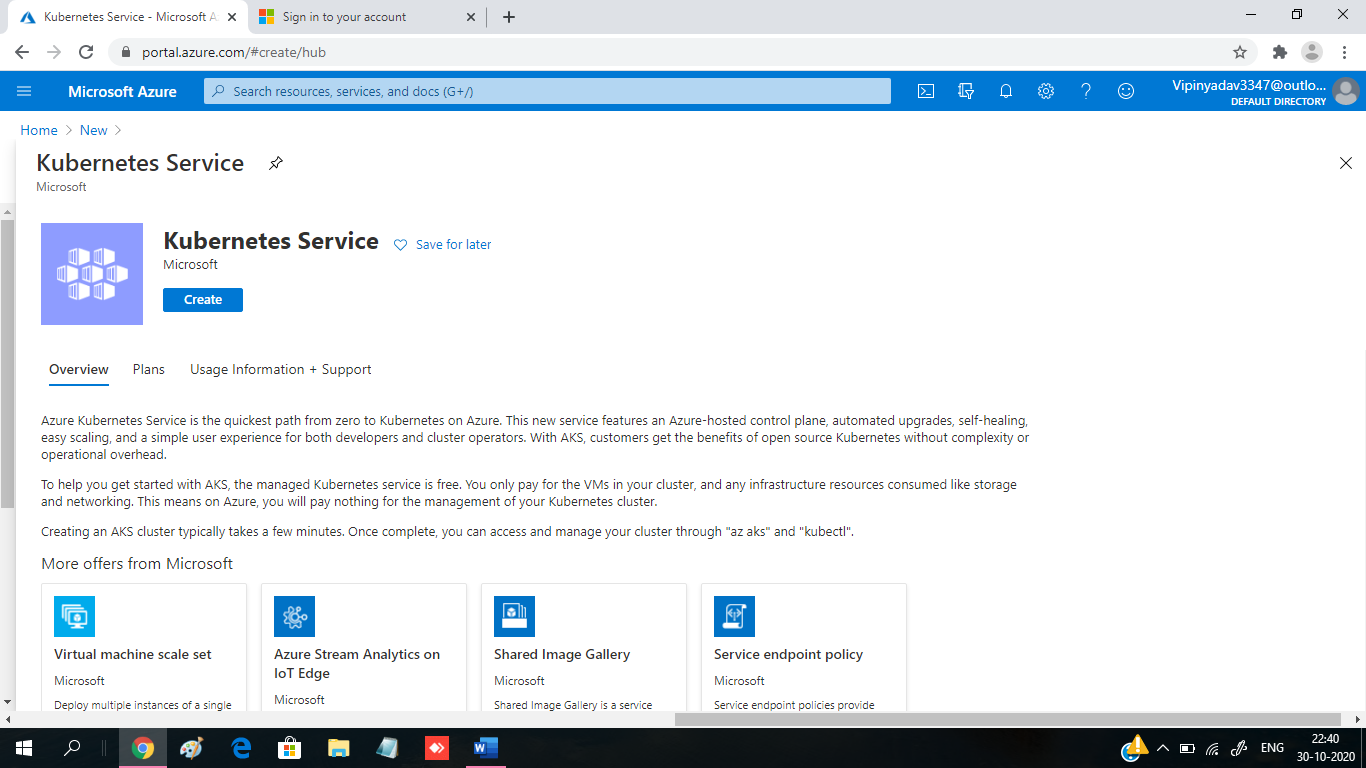 Kubernetes Service - Microsoft A
Sign in to your account
portal.azure.com/#create/hub
Microsoft Azure
Search resources, services, and docs (G+/)
Vipinyadav3347@outlo...
DEFAULT DIRECTORY
Home > New >
Kubernetes Service
Microsoft
Kubernetes Service
Save for later
Microsoft
Create
Overview
Plans
Usage Information + Support
Azure Kubernetes Service is the quickest path from zero to Kubernetes on Azure. This new service features an Azure-hosted control plane, automated upgrades, self-healing,
easy scaling, and a simple user experience for both developers and cluster operators. With AKS, customers get the benefits of open source Kubernetes without complexity or
operational overhead.
To help you get started with AKS, the managed Kubernetes service is free. You only pay for the VMs in your cluster, and any infrastructure resources consumed like storage
and networking. This means on Azure, you will pay nothing for the management of your Kubernetes cluster.
Creating an AKS cluster typically takes a few minutes. Once complete, you can access and manage your cluster through "az aks" and "kubectl".
More offers from Microsoft
Virtual machine scale set
Microsoft
Deploy multiple instances of a single
Azure Stream Analytics on
IoT Edge
Microsoft
Shared Image Gallery
Microsoft
Shared Image Gallery is a service
Service endpoint policy
Microsoft
Service endpoint policies provide
ENG
22:40
30-10-2020